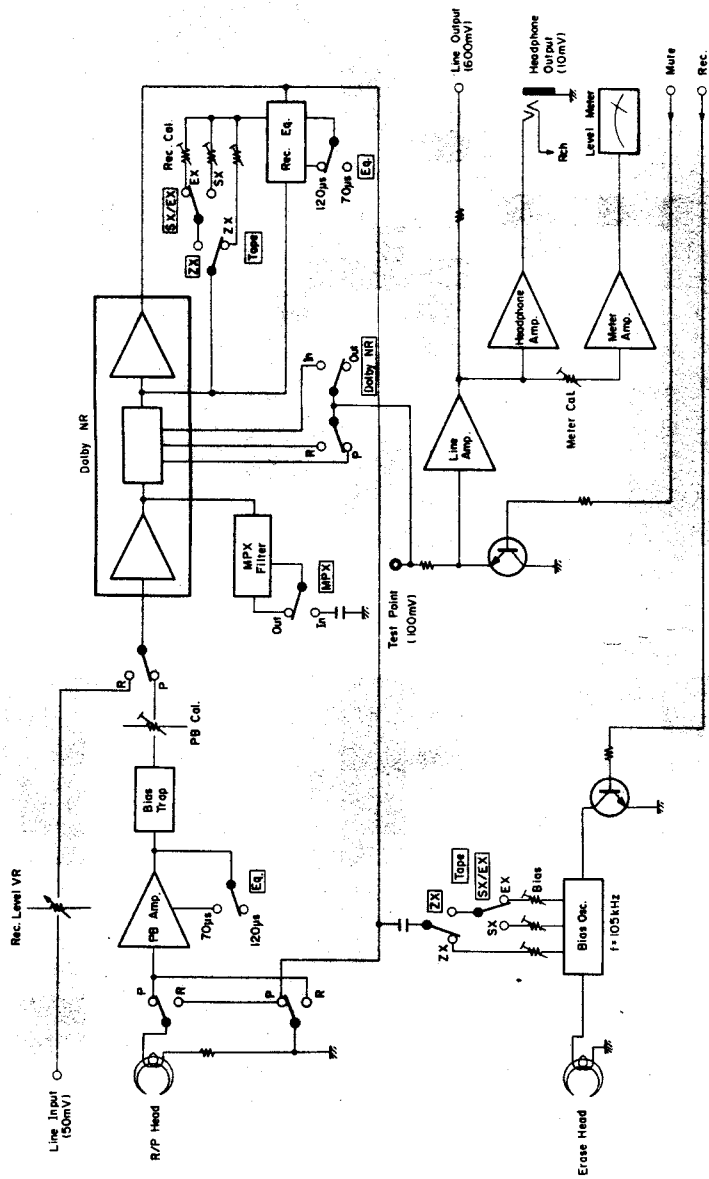 Line Input
(50mV)
Rec. Level VR
R/P Head
P
R
P
R
PB Amp.
70μs
120μs
Eq.
Bias
Trap
PB Cal.
R
P
Dolby NR
MPX
Filter
Out
In
MPX
R
P
In
Out
Dolby NR
ZX
SX/EX
Tape
ZX
EX
SX
Rec. Cal.
Rec. Eq.
120μs
70μs
Eq.
Test Point
(100mV)
Line
Amp.
Meter Cal.
Headphone
Amp.
Meter
Amp.
Line Output
(600mV)
Headphone
Output
(10mV)
Rch
Level Meter
Mute
Rec.
Erase Head
Bias Osc.
f=105kHz
ZX
ZX
Tape
SX/EX
SX
EX
Bias